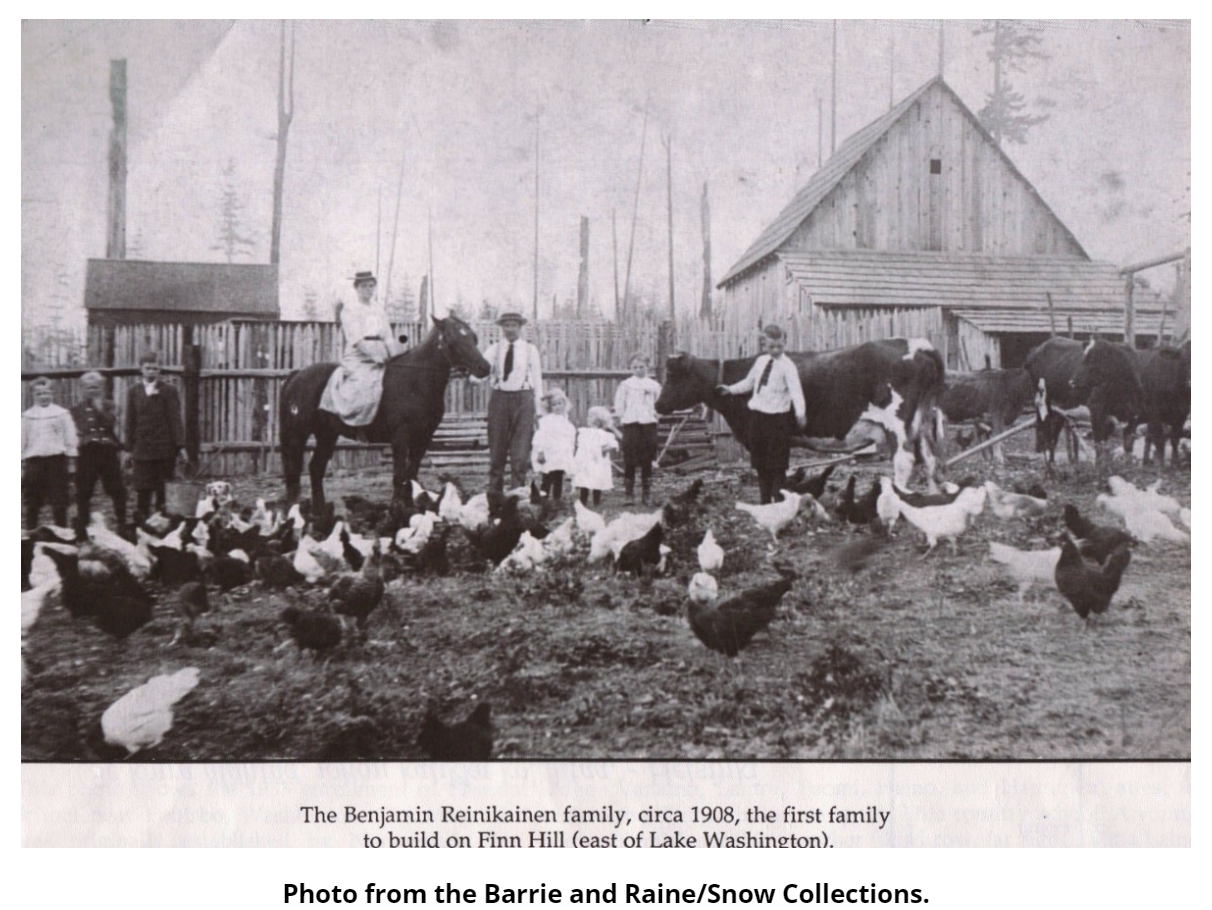 The Benjamin Reinikainen family, circa 1908, the first family
to build on Finn Hill (east of Lake Washington).
Photo from the Barrie and Raine/Snow Collections.